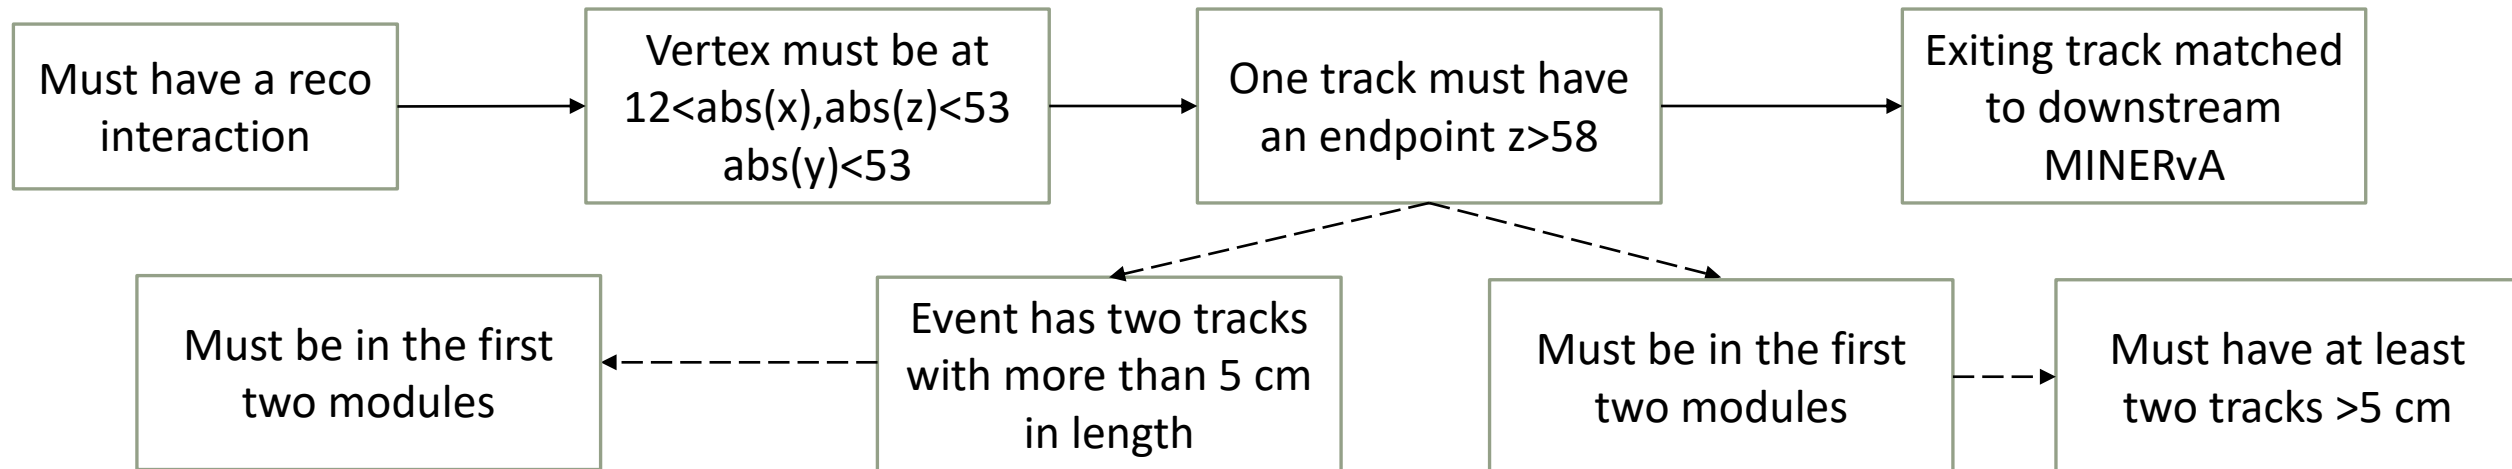 Must have a reco
interaction
Vertex must be at
12<abs(x),abs(z)<53
abs(y)<53
One track must have
an endpoint z>58
Exiting track matched
to downstream
MINERvA
Must be in the first
two modules
Event has two tracks
with more than 5 cm
in length
Must be in the first
two modules
Must have at least
two tracks >5 cm